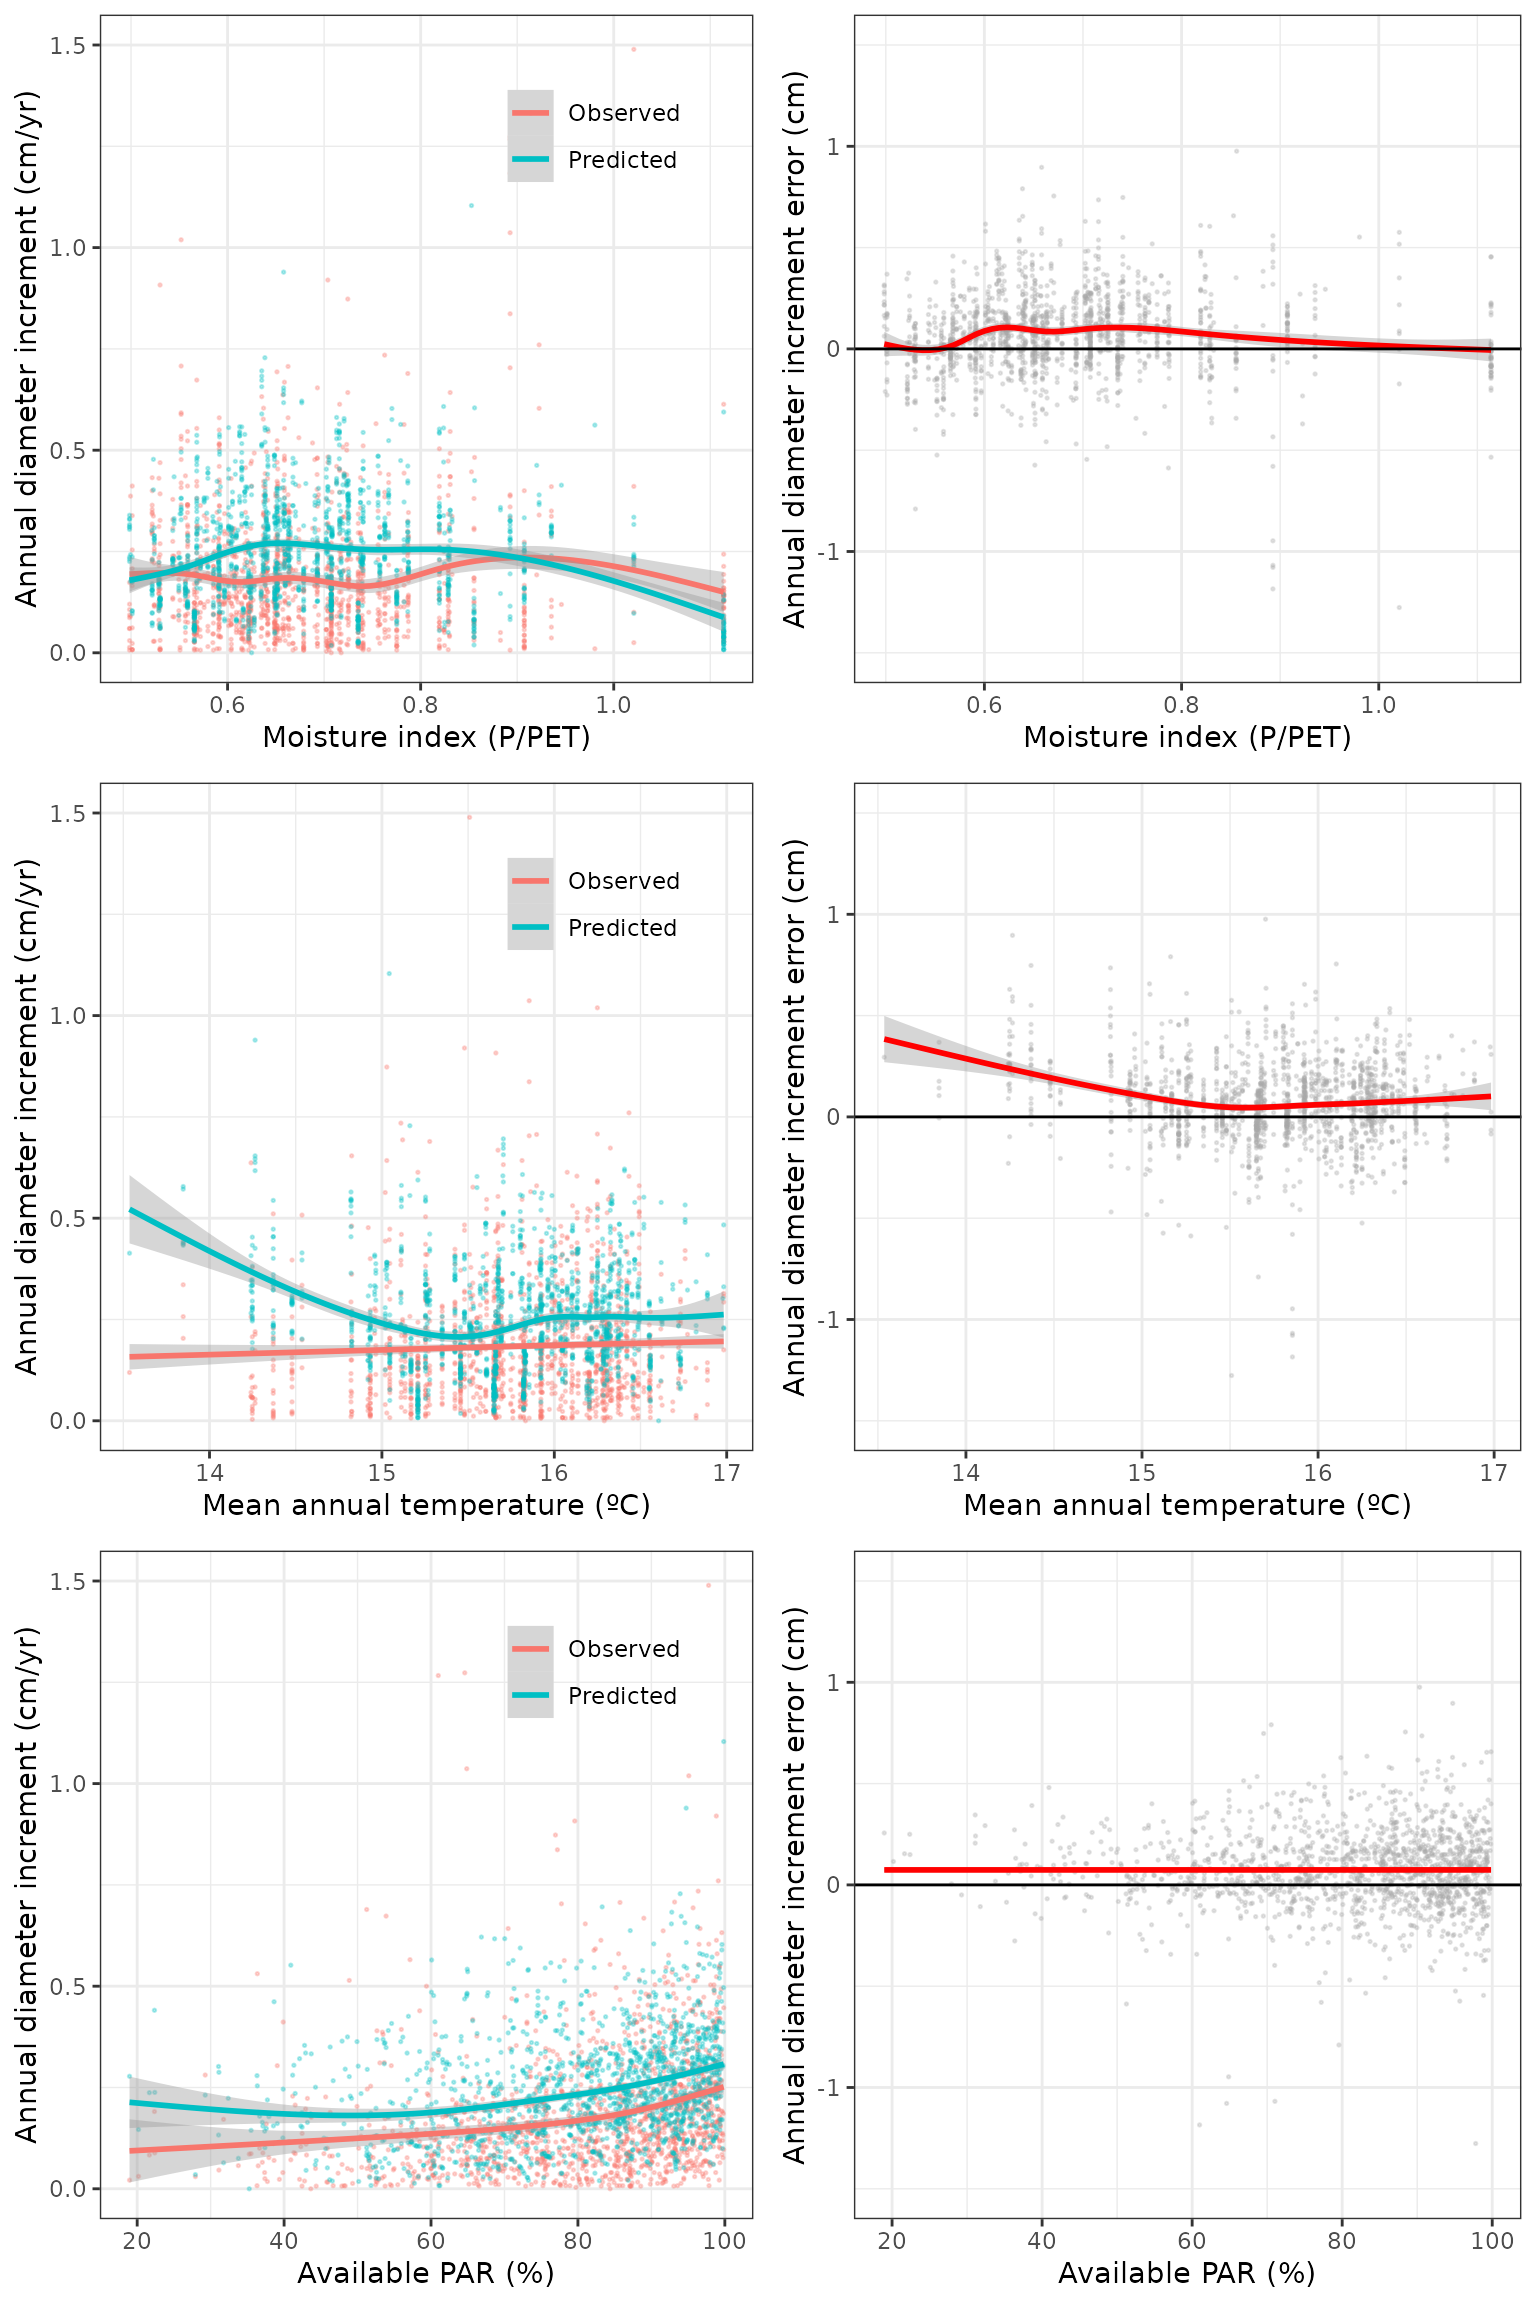 Annual diameter increment (cm/yr)
1.5
1.0
0.5
0.0
Observed
Predicted
0.6 0.8 1.0
Moisture index (P/PET)
Annual diameter increment error (cm)
1
0
-1
0.6 0.8 1.0
Moisture index (P/PET)
Annual diameter increment (cm/yr)
1.5
1.0
0.5
0.0
Observed
Predicted
14 15 16 17
Mean annual temperature (ºC)
Annual diameter increment error (cm)
1
0
-1
14 15 16 17
Mean annual temperature (ºC)
Annual diameter increment (cm/yr)
1.5
1.0
0.5
0.0
Observed
Predicted
20 40 60 80 100
Available PAR (%)
Annual diameter increment error (cm)
1
0
-1
20 40 60 80 100
Available PAR (%)